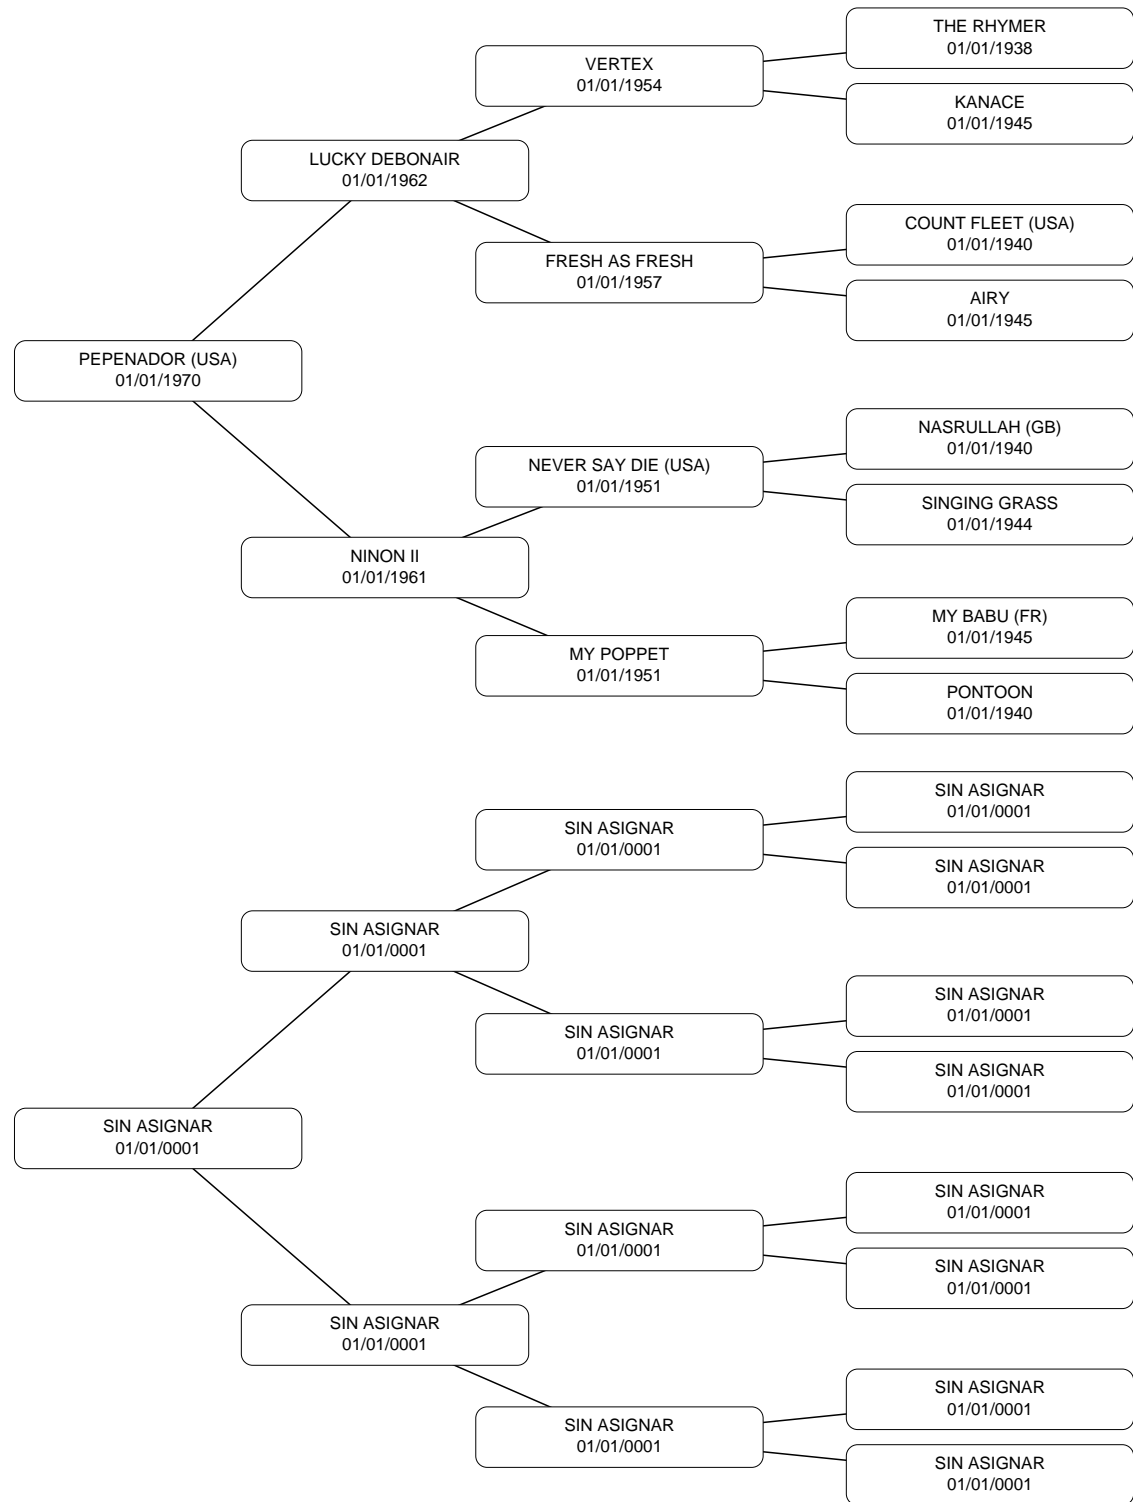 THE RHYMER
01/01/1938
VERTEX
01/01/1954
KANACE
01/01/1945
LUCKY DEBONAIR
01/01/1962
COUNT FLEET (USA)
01/01/1940
FRESH AS FRESH
01/01/1957
AIRY
01/01/1945
PEPENADOR (USA)
01/01/1970
NASRULLAH (GB)
01/01/1940
NEVER SAY DIE (USA)
01/01/1951
SINGING GRASS
01/01/1944
NINON II
01/01/1961
MY BABU (FR)
01/01/1945
MY POPPET
01/01/1951
PONTOON
01/01/1940
SIN ASIGNAR
01/01/0001
SIN ASIGNAR
01/01/0001
SIN ASIGNAR
01/01/0001
SIN ASIGNAR
01/01/0001
SIN ASIGNAR
01/01/0001
SIN ASIGNAR
01/01/0001
SIN ASIGNAR
01/01/0001
SIN ASIGNAR
01/01/0001
SIN ASIGNAR
01/01/0001
SIN ASIGNAR
01/01/0001
SIN ASIGNAR
01/01/0001
SIN ASIGNAR
01/01/0001
SIN ASIGNAR
01/01/0001
SIN ASIGNAR
01/01/0001
SIN ASIGNAR
01/01/0001